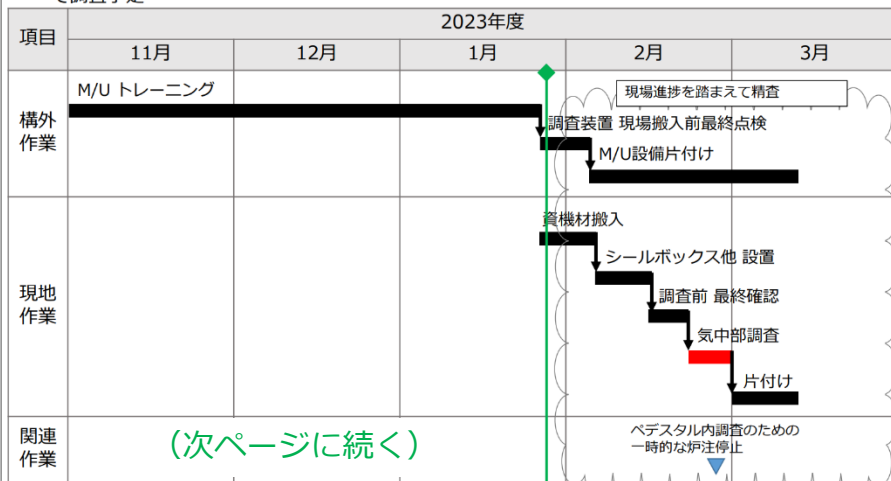 項目
2023年度
11月
12月
1月
2月
3月
構外
作業
M/U トレーニング
現場進捗を踏まえて精査
調査装置 現場搬入前最終点検
M/U設備片付け
現地
作業
資機材搬入
シールボックス他 設置
調査前 最終確認
気中部調査
片付け
関連
作業
（次ページに続く）
ペデスタル内調査のための
一時的な炉注停止